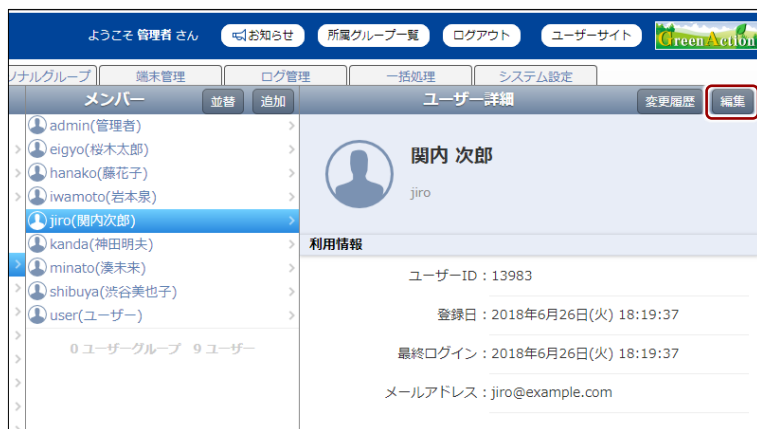 ようこそ 管理者 さん お知らせ 所属グループ一覧 ログアウト ユーザーサイト GreenAction
ソナルグループ 端末管理 ログ管理 一括処理 システム設定
メンバー 並替 追加 ユーザー詳細 変更履歴 編集
admin(管理者)
eigyo(桜木太郎)
hanako(藤花子)
iwamoto(岩本泉)
jiro(関内次郎)
kanda(神田明夫)
minato(湊未来)
shibuya(渋谷美也子)
user(ユーザー)
0 ユーザーグループ 9 ユーザー
関内 次郎
jiro
利用情報
ユーザーID : 13983
登録日 : 2018年6月26日(火) 18:19:37
最終ログイン : 2018年6月26日(火) 18:19:37
メールアドレス : jiro@example.com